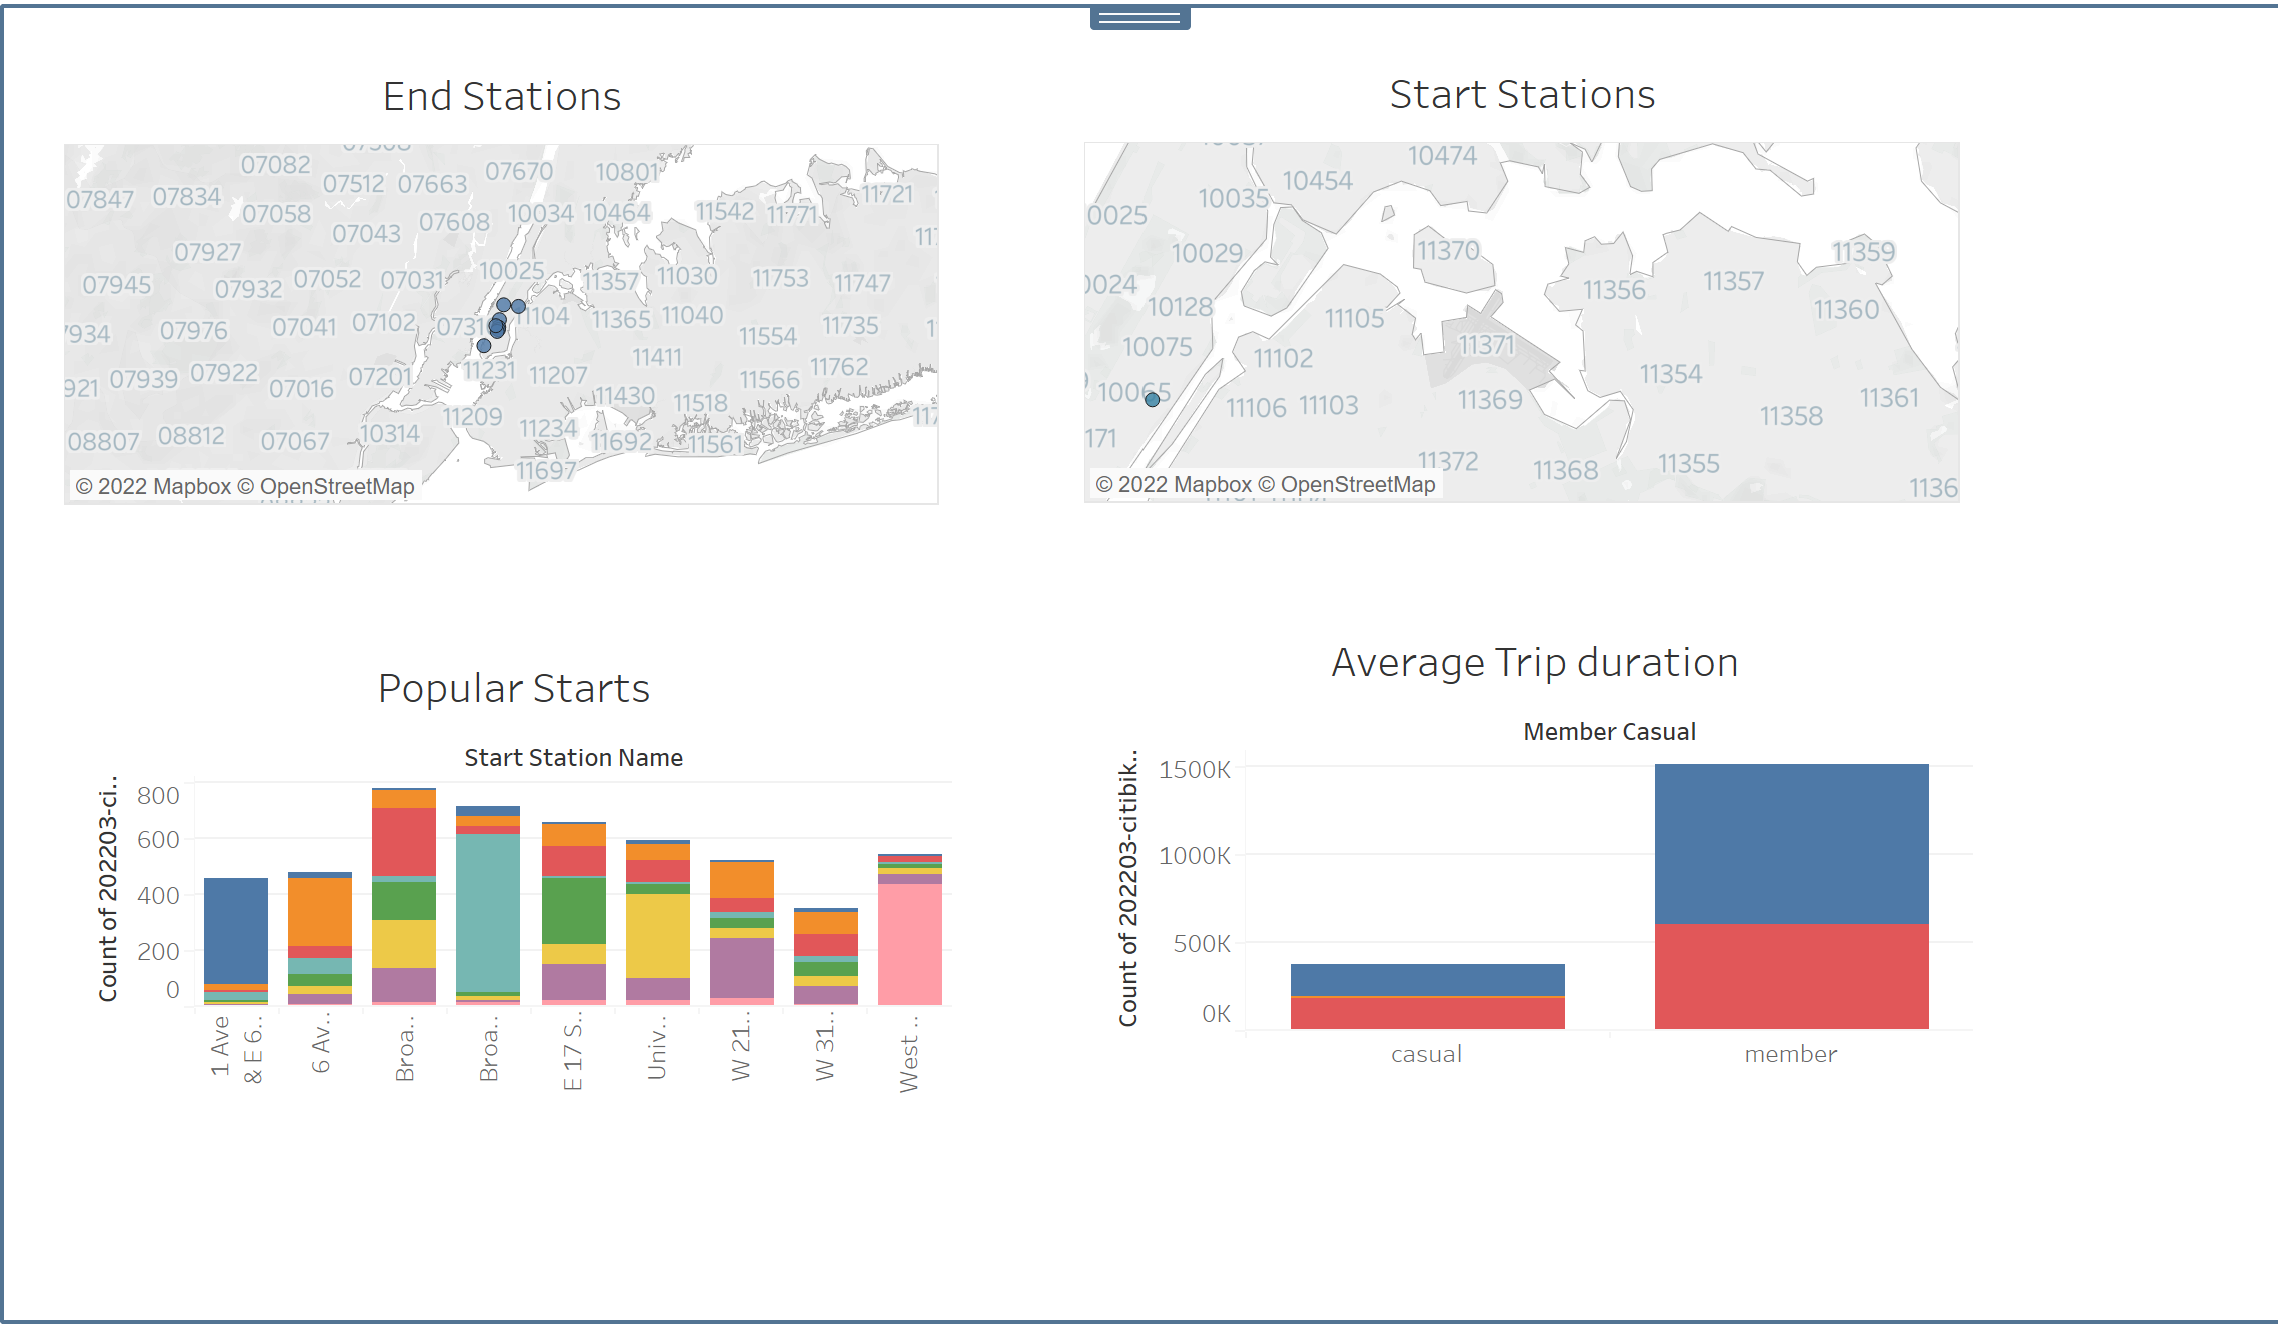 End Stations
07082
07512 07663
07670
10801
07847 07834
07058
07608
10034 10464
11542 11771
11721
07043
07927
07945
07932 07052 07031
10025
11357
11030
11753
11747
07976
07041 07102
11104
11365 11040
11554
11735
11411
07939 07922
07016
07201
11231
11207
11566
11762
11430
11518
11209
08807 08812
07067
10314
11234
11692
11561
11697
© 2022 Mapbox © OpenStreetMap
Start Stations
10474
10454
10035
10029
11370
11359
10128
11105
11356
11357
11360
10075
11102
11371
10065
11106 11103
11369
11354
11358
11361
11372
11368
11355
© 2022 Mapbox © OpenStreetMap
Popular Starts
Start Station Name
Count of 202203-ci..
800
600
400
200
0
1 Ave
& E 6..
6 Av..
Broa..
Broa..
E 17 S..
Univ..
W 21..
W 31..
West ..
Average Trip duration
Member Casual
Count of 202203-citibik..
1500K
1000K
500K
0K
casual
member